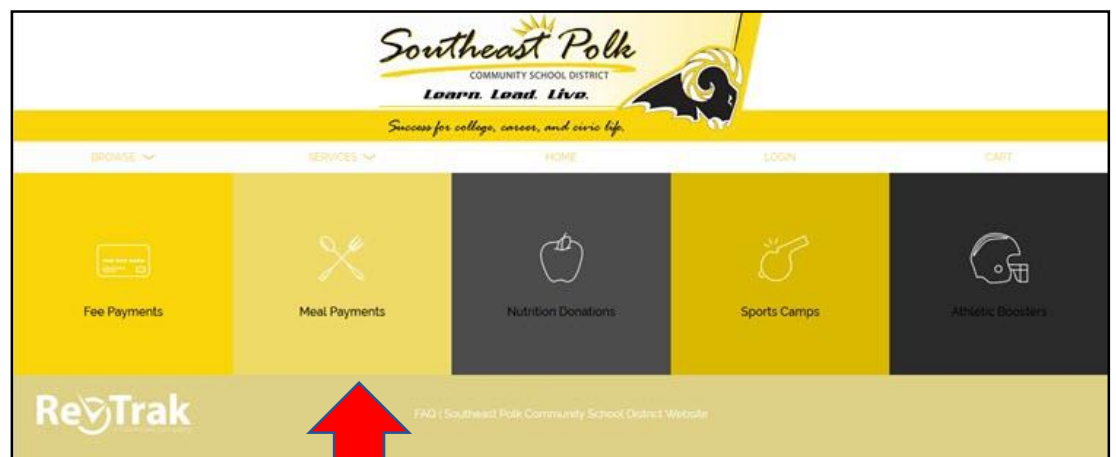 Southeast Polk
COMMUNITY SCHOOL DISTRICT
Learn. Lead. Live.
Success for college, career, and civic life.
BROWSE SERVICES HOME LOGIN CART
Fee Payments Meal Payments Nutrition Donations Sports Camps Athletic Boosters
RevTrak
FAQ | Southeast Polk Community School District Website